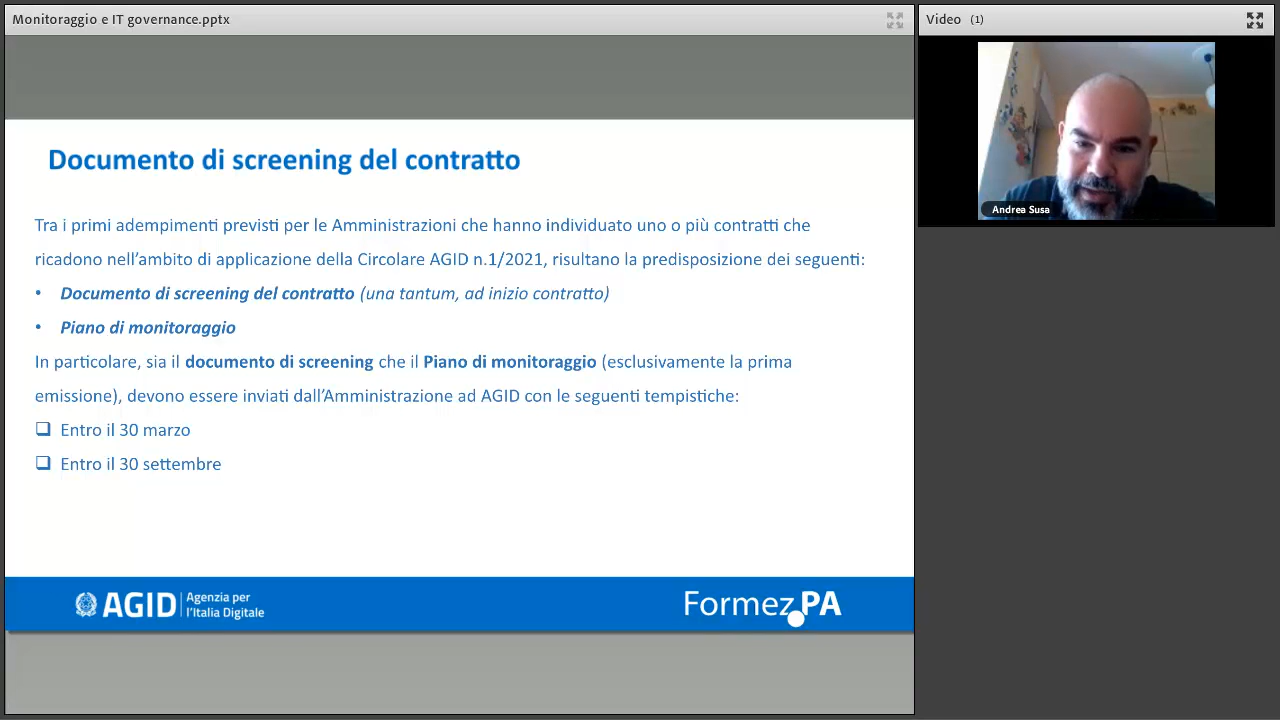 Monitoraggio e IT governance.pptx
Video (1)
Andrea Susa
Documento di screening del contratto
Tra i primi adempimenti previsti per le Amministrazioni che hanno individuato uno o più contratti che
ricadono nell'ambito di applicazione della Circolare AGID n.1/2021, risultano la predisposizione dei seguenti:
• Documento di screening del contratto (una tantum, ad inizio contratto)
• Piano di monitoraggio
In particolare, sia il documento di screening che il Piano di monitoraggio (esclusivamente la prima
emissione), devono essere inviati dall'Amministrazione ad AGID con le seguenti tempistiche:
❑ Entro il 30 marzo
❑ Entro il 30 settembre
AGID
Agenzia per
l'Italia Digitale
Formez PA